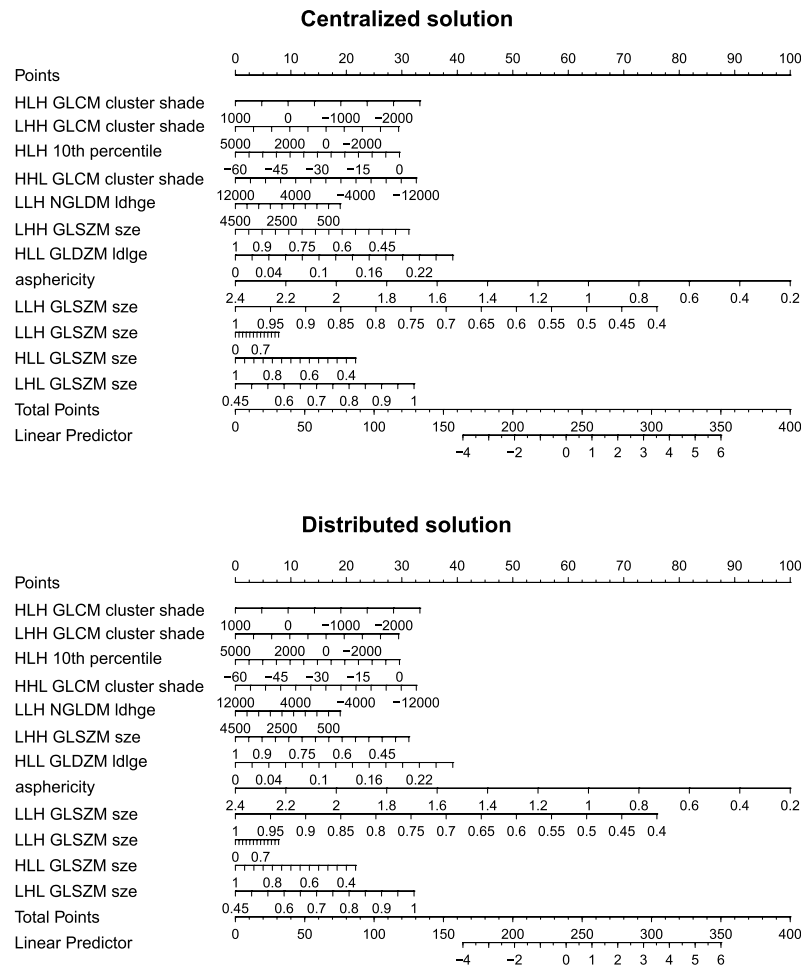 Centralized solution
0 10 20 30 40 50 60 70 80 90 100
Points
HLH GLCM cluster shade
1000 0 −1000 −2000
LHH GLCM cluster shade
5000 2000 0 −2000
HLH 10th percentile
−60 −45 −30 −15 0
HHL GLCM cluster shade
12000 4000 −4000 −12000
LLH NGLDM ldhge
4500 2500 500
LHH GLSZM sze
1 0.9 0.75 0.6 0.45
HLL GLDZM ldlge
0 0.04 0.1 0.16 0.22
asphericity
2.4 2.2 2 1.8 1.6 1.4 1.2 1 0.8 0.6 0.4 0.2
LLH GLSZM sze
1 0.95 0.9 0.85 0.8 0.75 0.7 0.65 0.6 0.55 0.5 0.45 0.4
LLH GLSZM sze
0 0.7
HLL GLSZM sze
1 0.8 0.6 0.4
LHL GLSZM sze
0.45 0.6 0.7 0.8 0.9 1
Total Points
0 50 100 150 200 250 300 350 400
Linear Predictor
−4 −2 0 1 2 3 4 5 6
Distributed solution
0 10 20 30 40 50 60 70 80 90 100
Points
HLH GLCM cluster shade
1000 0 −1000 −2000
LHH GLCM cluster shade
5000 2000 0 −2000
HLH 10th percentile
−60 −45 −30 −15 0
HHL GLCM cluster shade
12000 4000 −4000 −12000
LLH NGLDM ldhge
4500 2500 500
LHH GLSZM sze
1 0.9 0.75 0.6 0.45
HLL GLDZM ldlge
0 0.04 0.1 0.16 0.22
asphericity
2.4 2.2 2 1.8 1.6 1.4 1.2 1 0.8 0.6 0.4 0.2
LLH GLSZM sze
1 0.95 0.9 0.85 0.8 0.75 0.7 0.65 0.6 0.55 0.5 0.45 0.4
LLH GLSZM sze
0 0.7
HLL GLSZM sze
1 0.8 0.6 0.4
LHL GLSZM sze
0.45 0.6 0.7 0.8 0.9 1
Total Points
0 50 100 150 200 250 300 350 400
Linear Predictor
−4 −2 0 1 2 3 4 5 6